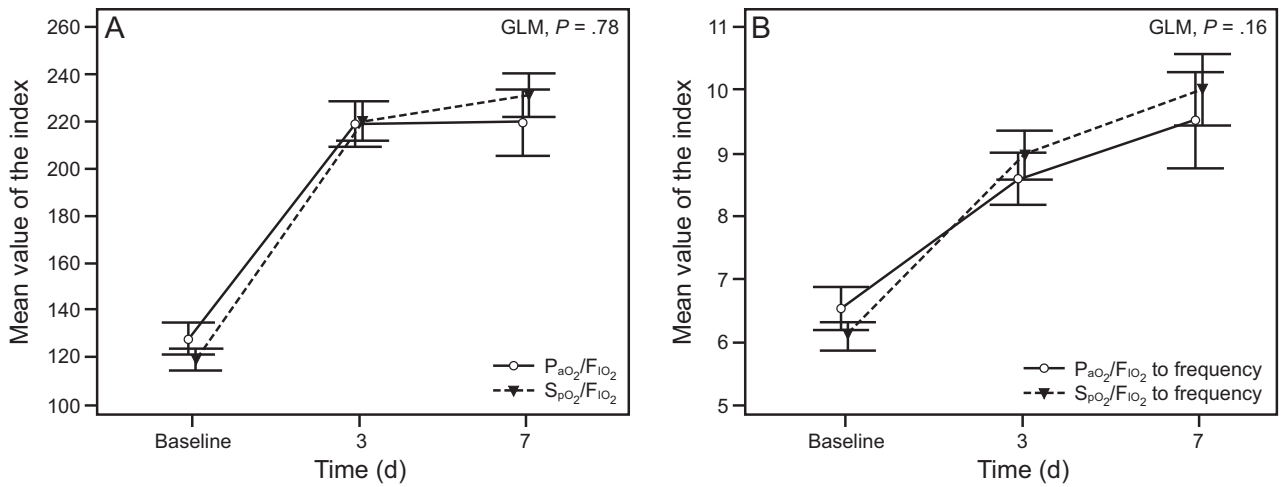 A
GLM, P = .78
Mean value of the index
260
240
220
200
180
160
140
120
100
PaO2/FIO2
SpO2/FIO2
Baseline 3 7
Time (d)
B
GLM, P = .16
Mean value of the index
11
10
9
8
7
6
5
PaO2/FIO2 to frequency
SpO2/FIO2 to frequency
Baseline 3 7
Time (d)